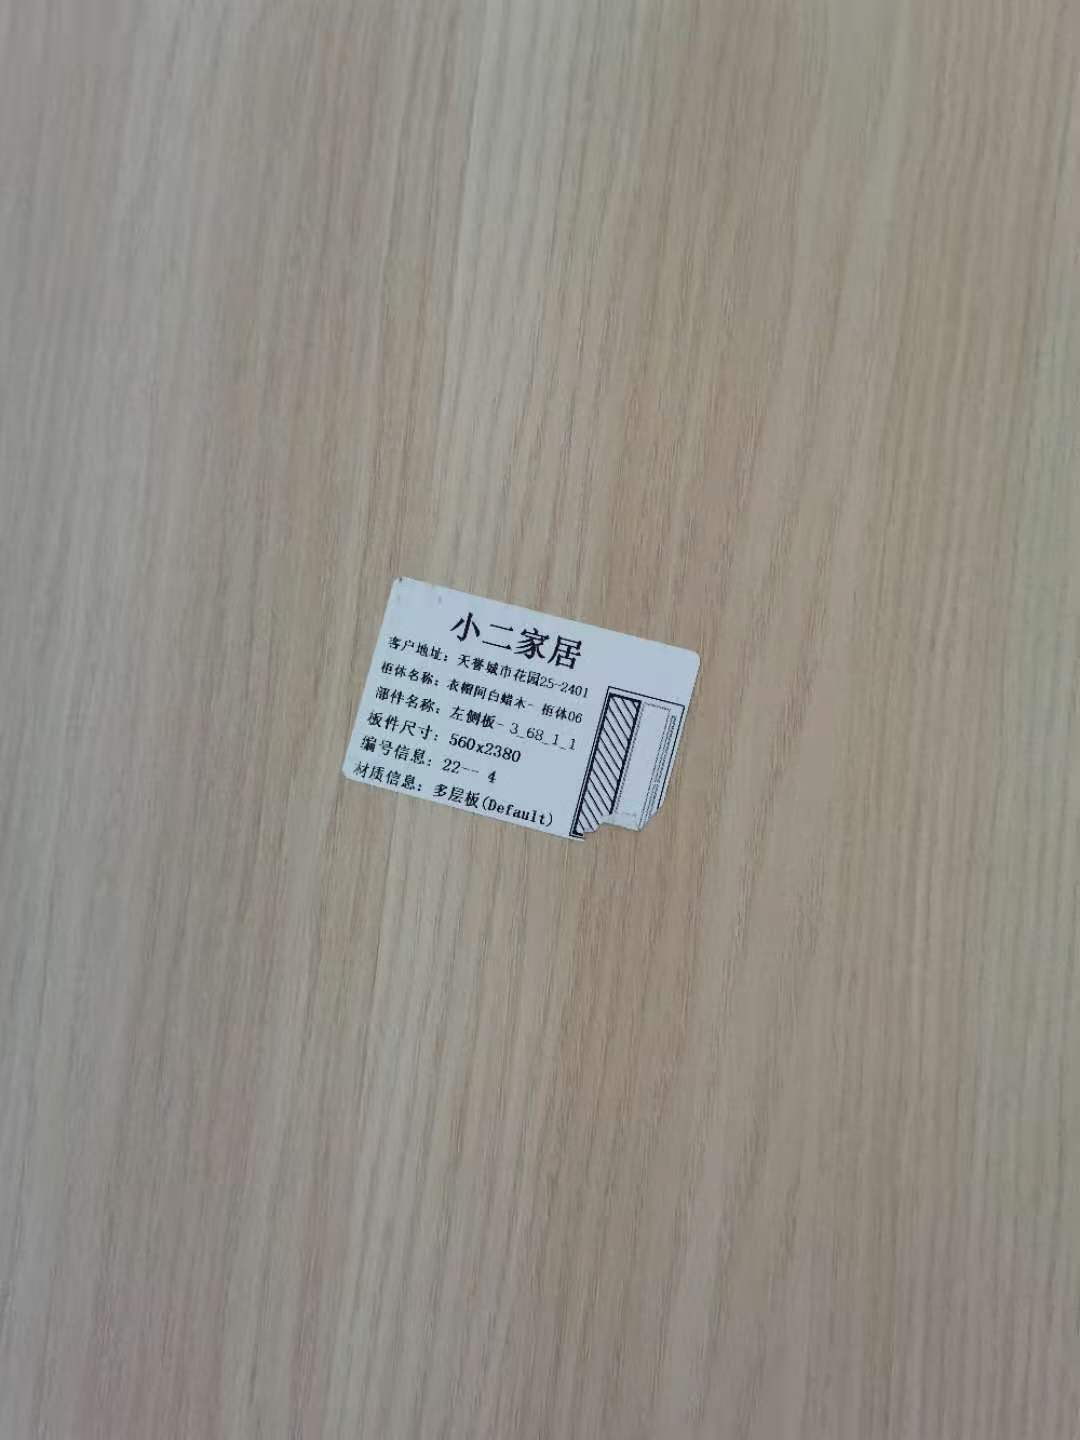 小二家居
客户地址：天誉城市花园25-2401
柜体名称：衣帽间白蜡木- 柜体06
部件名称：左侧板- 3_68_1_1
板件尺寸：560x2380
编号信息：22-- 4
材质信息：多层板(Default)